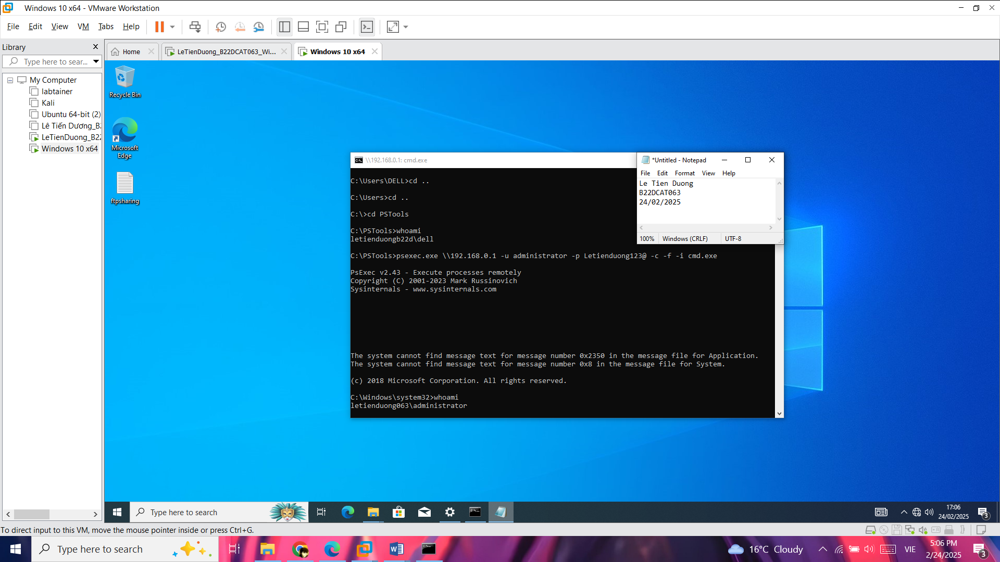 Windows 10 x64 - VMware Workstation
File Edit View VM Tabs Help
Library
Type here to sear...
My Computer
labtainer
Kali
Ubuntu 64-bit (2)
Lê Tiến Dương_B2
LeTienDuong_B22
Windows 10 x64
Home
LeTienDuong_B22DCAT063_Wi...
Windows 10 x64
Recycle Bin
Microsoft
Edge
ftpsharing
\\192.168.0.1: cmd.exe
C:\Users\DELL>cd ..
C:\Users>cd ..
C:\>cd PSTools
C:\PSTools>whoami
letienduongb22d\dell
C:\PSTools>psexec.exe \\192.168.0.1 -u administrator -p Letienduong123@ -c -f -i cmd.exe
PsExec v2.43 - Execute processes remotely
Copyright (C) 2001-2023 Mark Russinovich
Sysinternals - www.sysinternals.com
The system cannot find message text for message number 0x2350 in the message file for Application.
The system cannot find message text for message number 0x8 in the message file for System.
(c) 2018 Microsoft Corporation. All rights reserved.
C:\Windows\system32>whoami
letienduong063\administrator
*Untitled - Notepad
File Edit Format View Help
Le Tien Duong
B22DCAT063
24/02/2025
100% Windows (CRLF) UTF-8
Type here to search
17:06
24/02/2025
3
To direct input to this VM, move the mouse pointer inside or press Ctrl+G.
Type here to search
16°C Cloudy
VIE
5:06 PM
2/24/2025
3